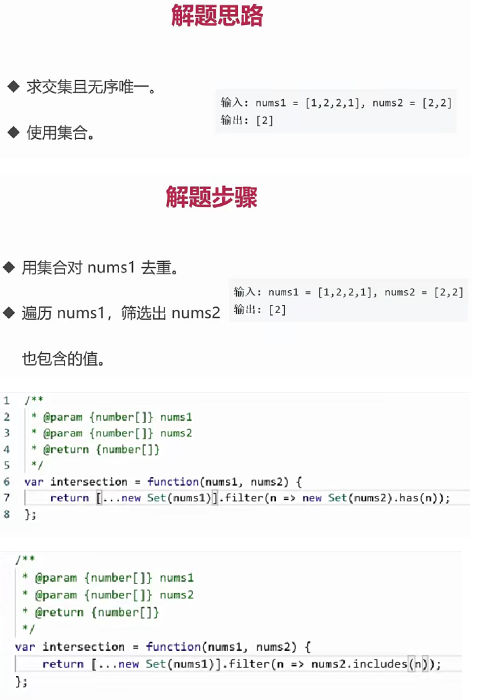 解题思路
◆ 求交集且无序唯一。
◆ 使用集合。
输入: nums1 = [1,2,2,1], nums2 = [2,2]
输出: [2]
解题步骤
◆ 用集合对 nums1 去重。
◆ 遍历 nums1，筛选出 nums2
也包含的值。
输入: nums1 = [1,2,2,1], nums2 = [2,2]
输出: [2]
1 /**
2  * @param {number[]} nums1
3  * @param {number[]} nums2
4  * @return {number[]}
5  */
6 var intersection = function(nums1, nums2) {
7     return [...new Set(nums1)].filter(n => new Set(nums2).has(n));
8 };
/**
 * @param {number[]} nums1
 * @param {number[]} nums2
 * @return {number[]}
 */
var intersection = function(nums1, nums2) {
    return [...new Set(nums1)].filter(n => nums2.includes(n));
};